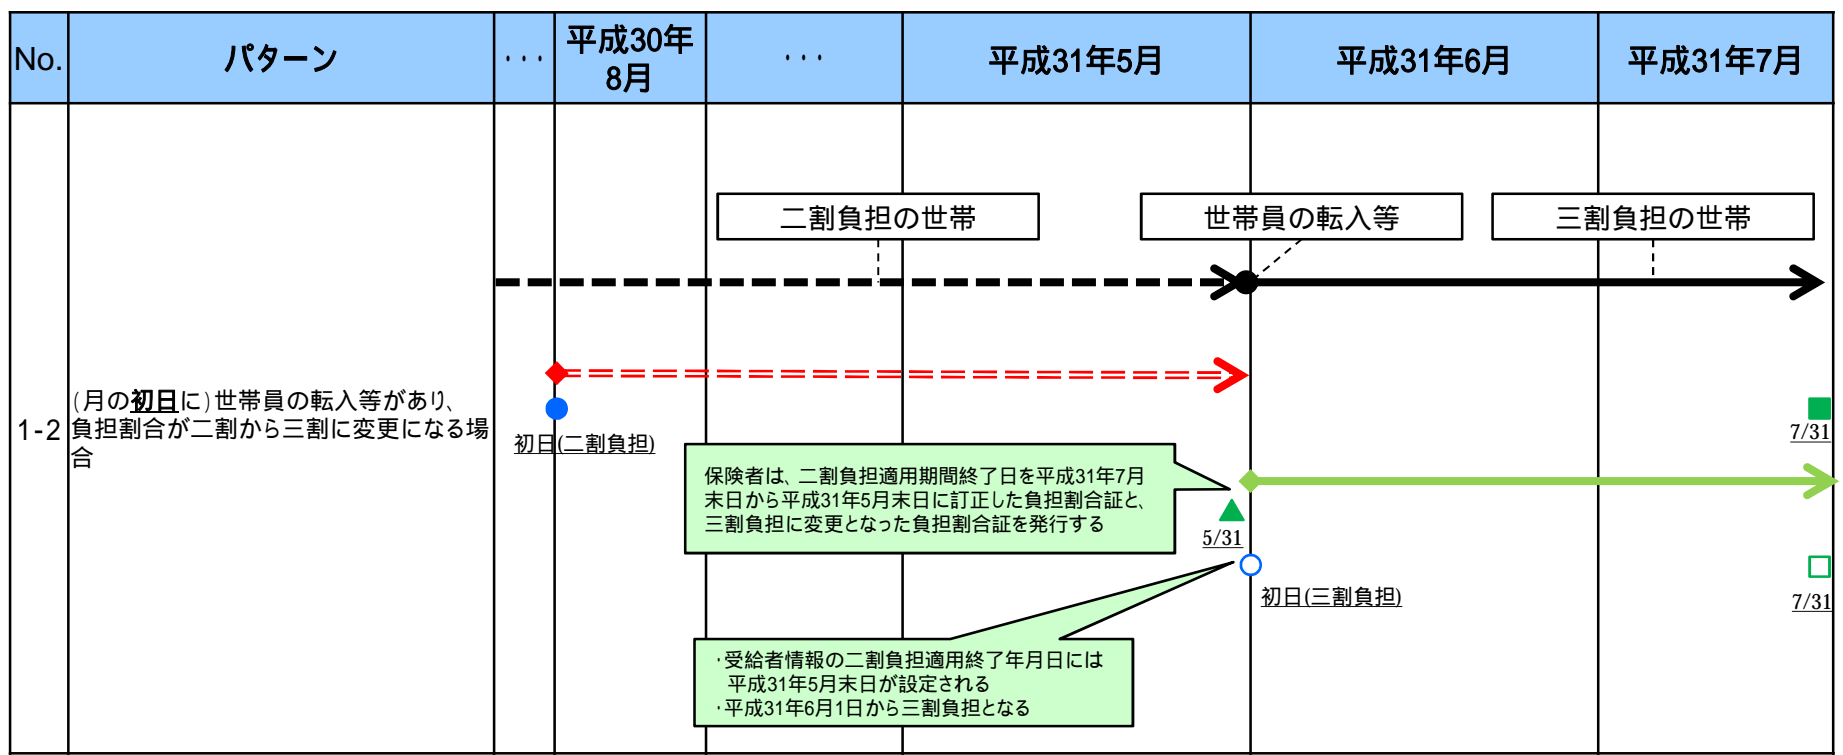 No.
パターン
···
平成30年
8月
···
平成31年5月
平成31年6月
平成31年7月
二割負担の世帯
世帯員の転入等
三割負担の世帯
1-2
(月の初日に)世帯員の転入等があり、
負担割合が二割から三割に変更になる場
合
初日(二割負担)
7/31
保険者は、二割負担適用期間終了日を平成31年7月
末日から平成31年5月末日に訂正した負担割合証と、
三割負担に変更となった負担割合証を発行する
5/31
初日(三割負担)
7/31
·受給者情報の二割負担適用終了年月日には
平成31年5月末日が設定される
·平成31年6月1日から三割負担となる